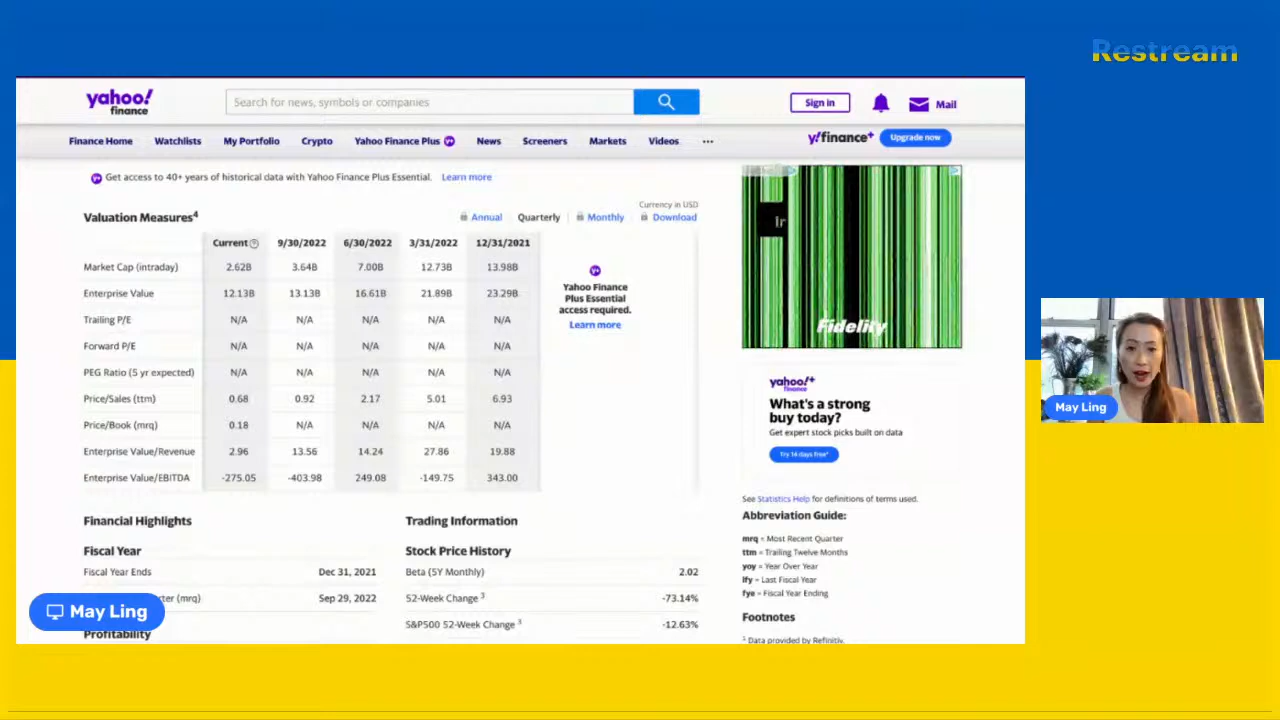 Restream
yahoo!
finance
Search for news, symbols or companies
Sign in
Mail
Finance Home Watchlists My Portfolio Crypto Yahoo Finance Plus News Screeners Markets Videos ...
y!finance+ Upgrade now
Get access to 40+ years of historical data with Yahoo Finance Plus Essential. Learn more
Currency in USD
Valuation Measures4 Annual Quarterly Monthly Download
Current 9/30/2022 6/30/2022 3/31/2022 12/31/2021
Market Cap (intraday) 2.62B 3.64B 7.00B 12.73B 13.98B
Enterprise Value 12.13B 13.13B 16.61B 21.89B 23.29B
Trailing P/E N/A N/A N/A N/A N/A
Forward P/E N/A N/A N/A N/A N/A
PEG Ratio (5 yr expected) N/A N/A N/A N/A N/A
Price/Sales (ttm) 0.68 0.92 2.17 5.01 6.93
Price/Book (mrq) 0.18 N/A N/A N/A N/A
Enterprise Value/Revenue 2.96 13.56 14.24 27.86 19.88
Enterprise Value/EBITDA -275.05 -403.98 249.08 -149.75 343.00
Yahoo Finance
Plus Essential
access required.
Learn more
Ir
Fidelity
yahoo!+
finance
What's a strong
buy today?
Get expert stock picks built on data
Try 14 days free*
See Statistics Help for definitions of terms used.
Abbreviation Guide:
mrq = Most Recent Quarter
ttm = Trailing Twelve Months
yoy = Year Over Year
lfy = Last Fiscal Year
fye = Fiscal Year Ending
Footnotes
1 Data provided by Refinitiv.
Financial Highlights
Fiscal Year
Fiscal Year Ends Dec 31, 2021
(mrq) Sep 29, 2022
Profitability
Trading Information
Stock Price History
Beta (5Y Monthly) 2.02
52-Week Change 3 -73.14%
S&P500 52-Week Change 3 -12.63%
May Ling
May Ling